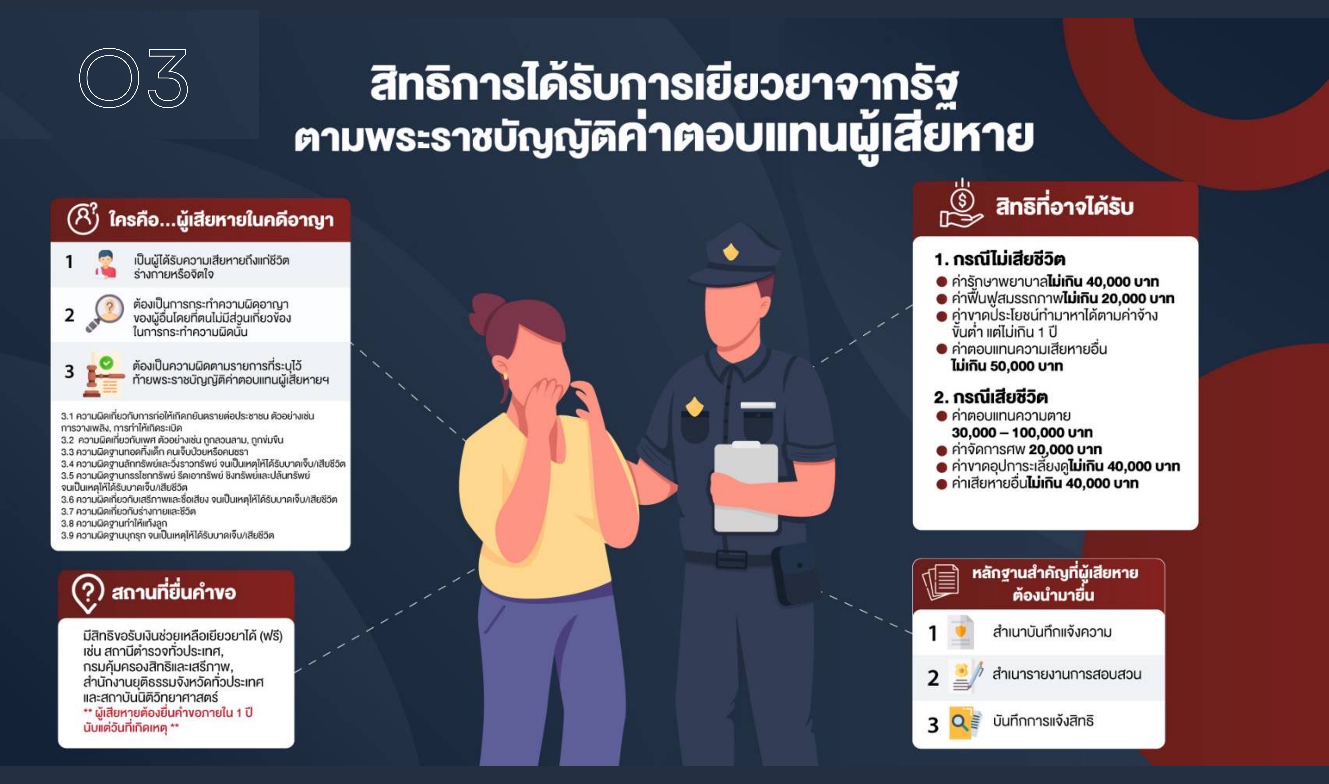 03
สิทธิการได้รับการเยียวยาจากรัฐ
ตามพระราชบัญญัติค่าตอบแทนผู้เสียหาย
ใครคือ...ผู้เสียหายในคดีอาญา
1
เป็นผู้ได้รับความเสียหายถึงแก่ชีวิต
ร่างกายหรือจิตใจ
2
ต้องเป็นการกระทำความผิดอาญา
ของผู้อื่นโดยที่ตนไม่มีส่วนเกี่ยวข้อง
ในการกระทำความผิดนั้น
3
ต้องเป็นความผิดตามรายการที่ระบุไว้
ท้ายพระราชบัญญัติค่าตอบแทนผู้เสียหายฯ
3.1 ความผิดเกี่ยวกับการก่อให้เกิดภยันตรายต่อประชาชน ตัวอย่างเช่น
การวางเพลิง, การทำให้เกิดระเบิด
3.2 ความผิดเกี่ยวกับเพศ ตัวอย่างเช่น ถูกลวนลาม, ถูกข่มขืน
3.3 ความผิดฐานทอดทิ้งเด็ก คนเจ็บป่วยหรือคนชรา
3.4 ความผิดฐานลักทรัพย์และวิ่งราวทรัพย์ จนเป็นเหตุให้ได้รับบาดเจ็บ/เสียชีวิต
3.5 ความผิดฐานกรรโชกทรัพย์ รีดเอาทรัพย์ ชิงทรัพย์และปล้นทรัพย์
จนเป็นเหตุให้ได้รับบาดเจ็บ/เสียชีวิต
3.6 ความผิดเกี่ยวกับเสรีภาพและชื่อเสียง จนเป็นเหตุให้ได้รับบาดเจ็บ/เสียชีวิต
3.7 ความผิดเกี่ยวกับร่างกายและชีวิต
3.8 ความผิดฐานทำให้แท้งลูก
3.9 ความผิดฐานบุกรุก จนเป็นเหตุให้ได้รับบาดเจ็บ/เสียชีวิต
สถานที่ยื่นคำขอ
มีสิทธิขอรับเงินช่วยเหลือเยียวยาได้ (ฟรี)
เช่น สถานีตำรวจทั่วประเทศ,
กรมคุ้มครองสิทธิและเสรีภาพ,
สำนักงานยุติธรรมจังหวัดทั่วประเทศ
และสถาบันนิติวิทยาศาสตร์
** ผู้เสียหายต้องยื่นคำขอภายใน 1 ปี
นับแต่วันที่เกิดเหตุ **
สิทธิที่อาจได้รับ
1. กรณีไม่เสียชีวิต
ค่ารักษาพยาบาลไม่เกิน 40,000 บาท
ค่าฟื้นฟูสมรรถภาพไม่เกิน 20,000 บาท
ค่าขาดประโยชน์ทำมาหาได้ตามค่าจ้าง
ขั้นต่ำ แต่ไม่เกิน 1 ปี
ค่าตอบแทนความเสียหายอื่น
ไม่เกิน 50,000 บาท
2. กรณีเสียชีวิต
ค่าตอบแทนความตาย
30,000 – 100,000 บาท
ค่าจัดการศพ 20,000 บาท
ค่าขาดอุปการะเลี้ยงดูไม่เกิน 40,000 บาท
ค่าเสียหายอื่นไม่เกิน 40,000 บาท
หลักฐานสำคัญที่ผู้เสียหาย
ต้องนำมายื่น
1 สำเนาบันทึกแจ้งความ
2 สำเนารายงานการสอบสวน
3 บันทึกการแจ้งสิทธิ